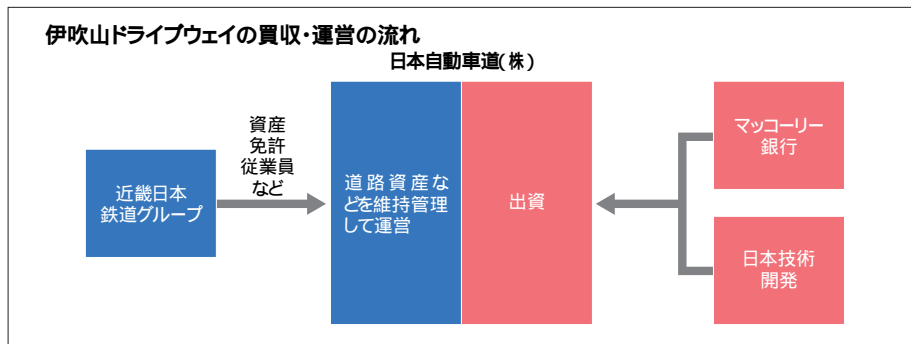 伊吹山ドライブウェイの買収・運営の流れ
日本自動車道(株)
資産
免許
従業員
など
近畿日本
鉄道グループ
道路資産な
どを維持管理
して運営
出資
マッコーリー
銀行
日本技術
開発